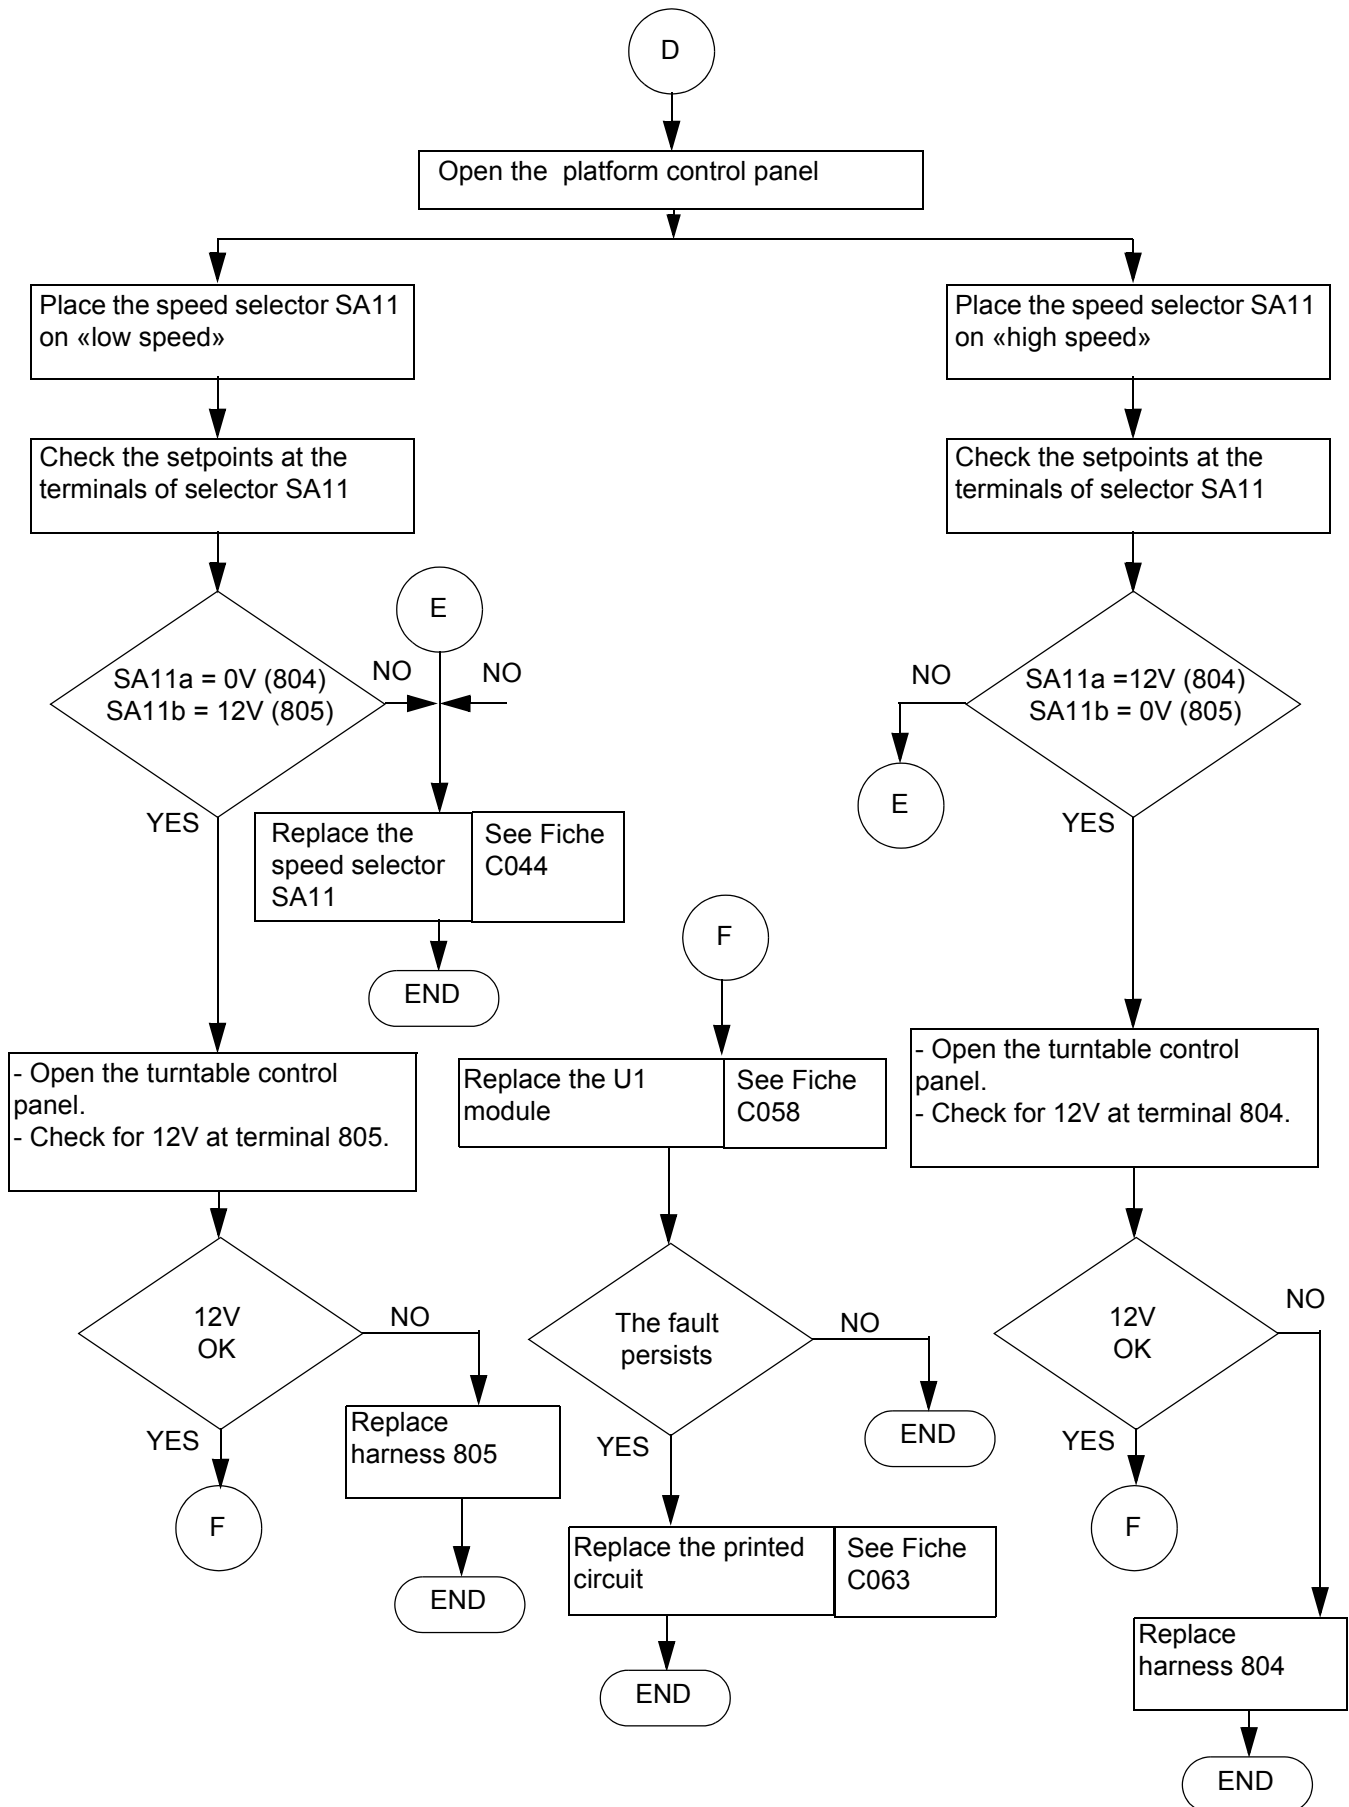 D
Open the platform control panel
Place the speed selector SA11
on «low speed»
Place the speed selector SA11
on «high speed»
Check the setpoints at the
terminals of selector SA11
Check the setpoints at the
terminals of selector SA11
E
SA11a = 0V (804)
SA11b = 12V (805)
NO
NO
YES
NO
SA11a =12V (804)
SA11b = 0V (805)
E
YES
Replace the
speed selector
SA11
See Fiche
C044
END
F
- Open the turntable control
panel.
- Check for 12V at terminal 805.
Replace the U1
module
See Fiche
C058
- Open the turntable control
panel.
- Check for 12V at terminal 804.
12V
OK
NO
YES
F
Replace
harness 805
END
The fault
persists
NO
END
YES
Replace the printed
circuit
See Fiche
C063
END
12V
OK
NO
YES
F
Replace
harness 804
END